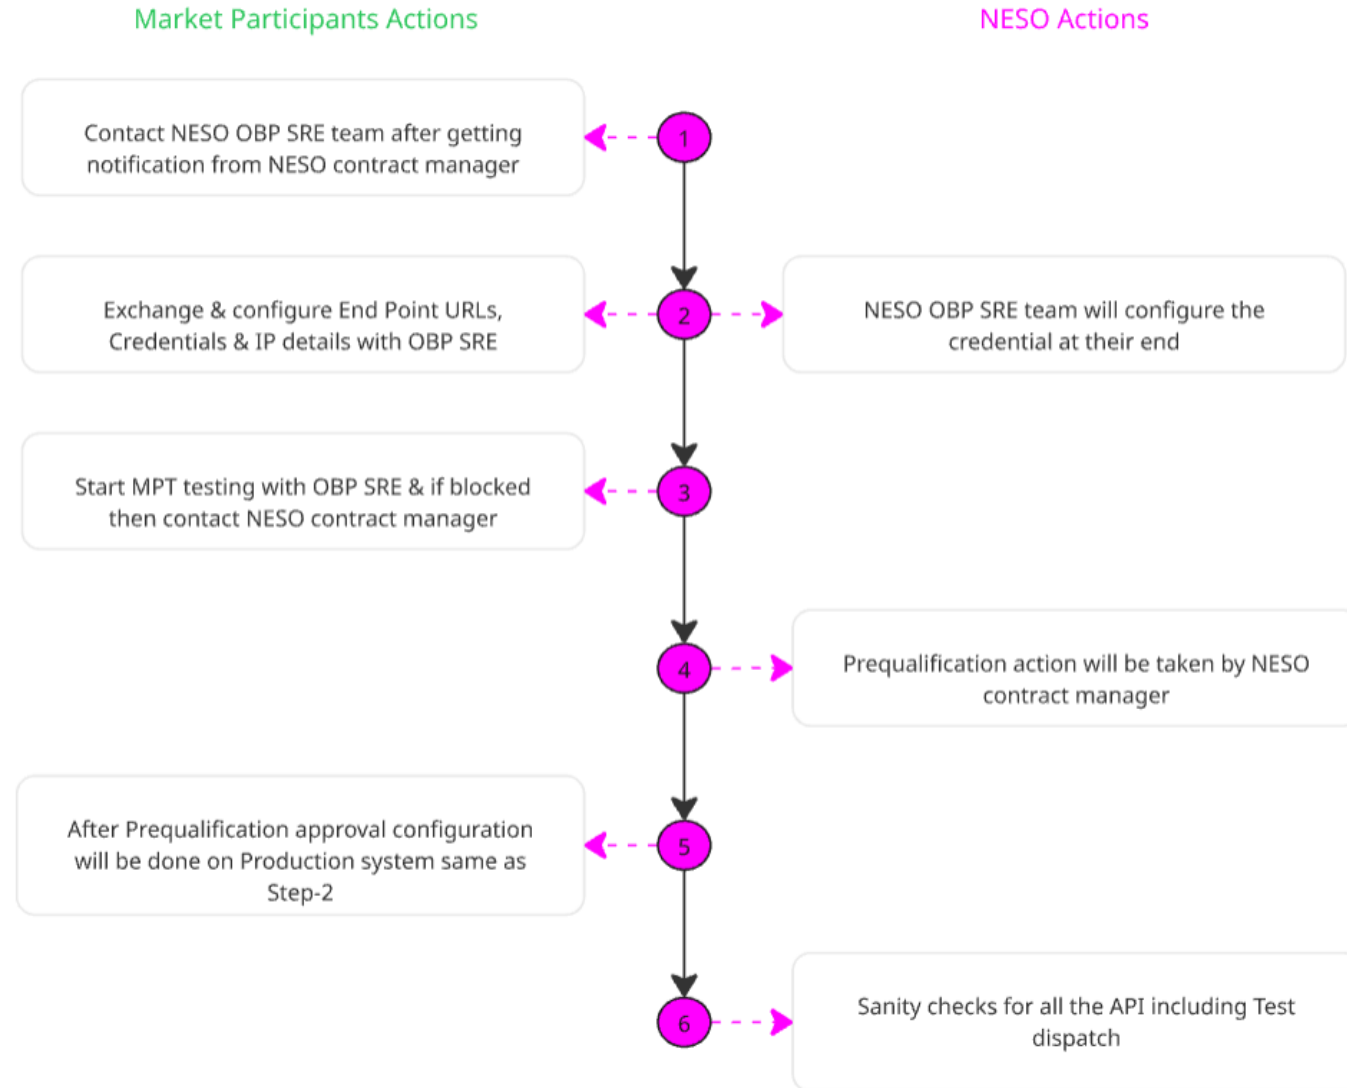 Market Participants Actions
NESO Actions
Contact NESO OBP SRE team after getting
notification from NESO contract manager
1
Exchange & configure End Point URLs,
Credentials & IP details with OBP SRE
2
NESO OBP SRE team will configure the
credential at their end
Start MPT testing with OBP SRE & if blocked
then contact NESO contract manager
3
4
Prequalification action will be taken by NESO
contract manager
After Prequalification approval configuration
will be done on Production system same as
Step-2
5
6
Sanity checks for all the API including Test
dispatch